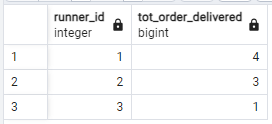 runner_id tot_order_delivered
integer bigint
1 1 4
2 2 3
3 3 1